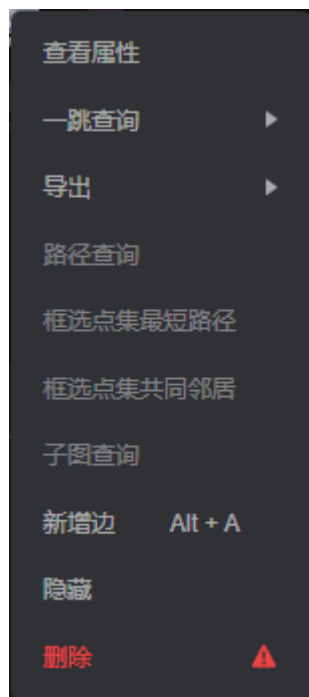 查看属性
一跳查询
导出
路径查询
框选点集最短路径
框选点集共同邻居
子图查询
新增边 Alt + A
隐藏
删除